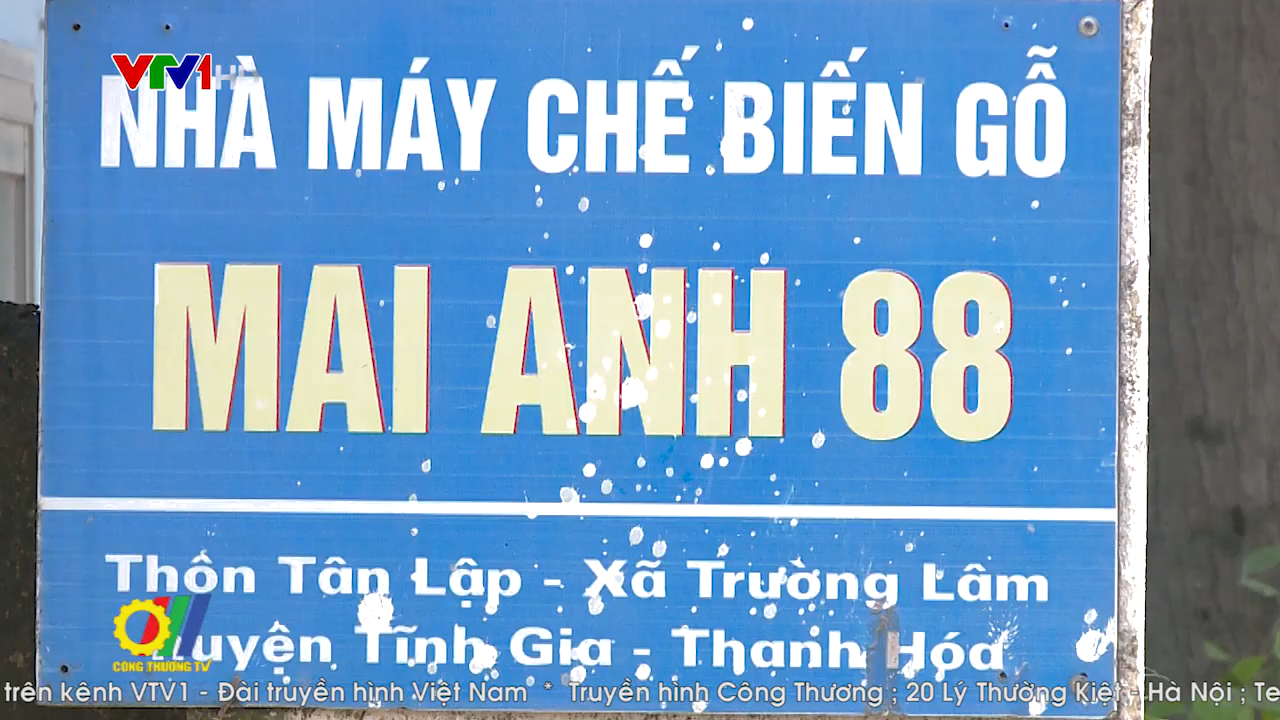 VTV1 HD
NHÀ MÁY CHẾ BIẾN GỖ
MAI ANH 88
Thôn Tân Lập - Xã Trường Lâm
Huyện Tĩnh Gia - Thanh Hóa
CÔNG THƯƠNG TV
trên kênh VTV1 - Đài truyền hình Việt Nam * Truyền hình Công Thương ; 20 Lý Thường Kiệt - Hà Nội ; Te